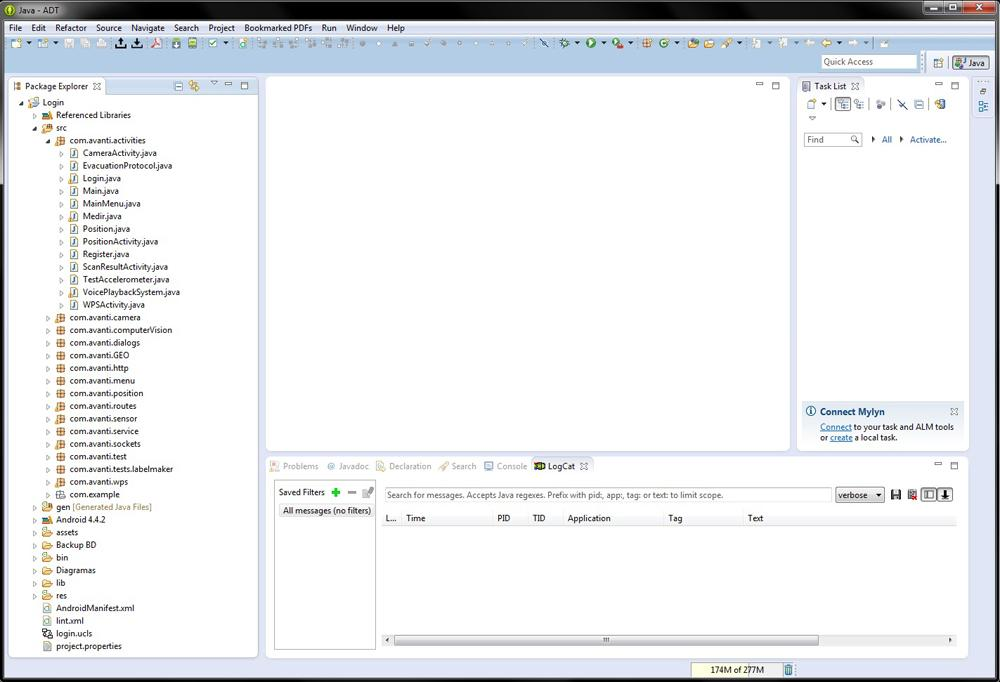 Java - ADT
File Edit Refactor Source Navigate Search Project Bookmarked PDFs Run Window Help
Quick Access
Java
Package Explorer
Login
Referenced Libraries
src
com.avanti.activities
CameraActivity.java
EvacuationProtocol.java
Login.java
Main.java
MainMenu.java
Medir.java
Position.java
PositionActivity.java
Register.java
ScanResultActivity.java
TestAccelerometer.java
VoicePlaybackSystem.java
WPSActivity.java
com.avanti.camera
com.avanti.computerVision
com.avanti.dialogs
com.avanti.GEO
com.avanti.http
com.avanti.menu
com.avanti.position
com.avanti.routes
com.avanti.sensor
com.avanti.service
com.avanti.sockets
com.avanti.test
com.avanti.tests.labelmaker
com.avanti.wps
com.example
gen [Generated Java Files]
Android 4.4.2
assets
Backup BD
bin
Diagramas
lib
res
AndroidManifest.xml
lint.xml
login.ucls
project.properties
Task List
Find
All
Activate...
Connect Mylyn
Connect to your task and ALM tools
or create a local task.
Problems Javadoc Declaration Search Console LogCat
Saved Filters
All messages (no filters)
Search for messages. Accepts Java regexes. Prefix with pid:, app:, tag: or text: to limit scope.
verbose
L... Time PID TID Application Tag Text
174M of 277M